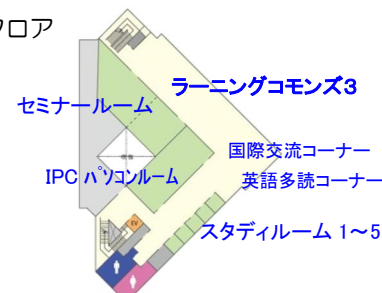 フロア
ラーニングコモンズ3
セミナールーム
国際交流コーナー
IPC パソコンルーム
英語多読コーナー
スタディルーム 1～5
EV